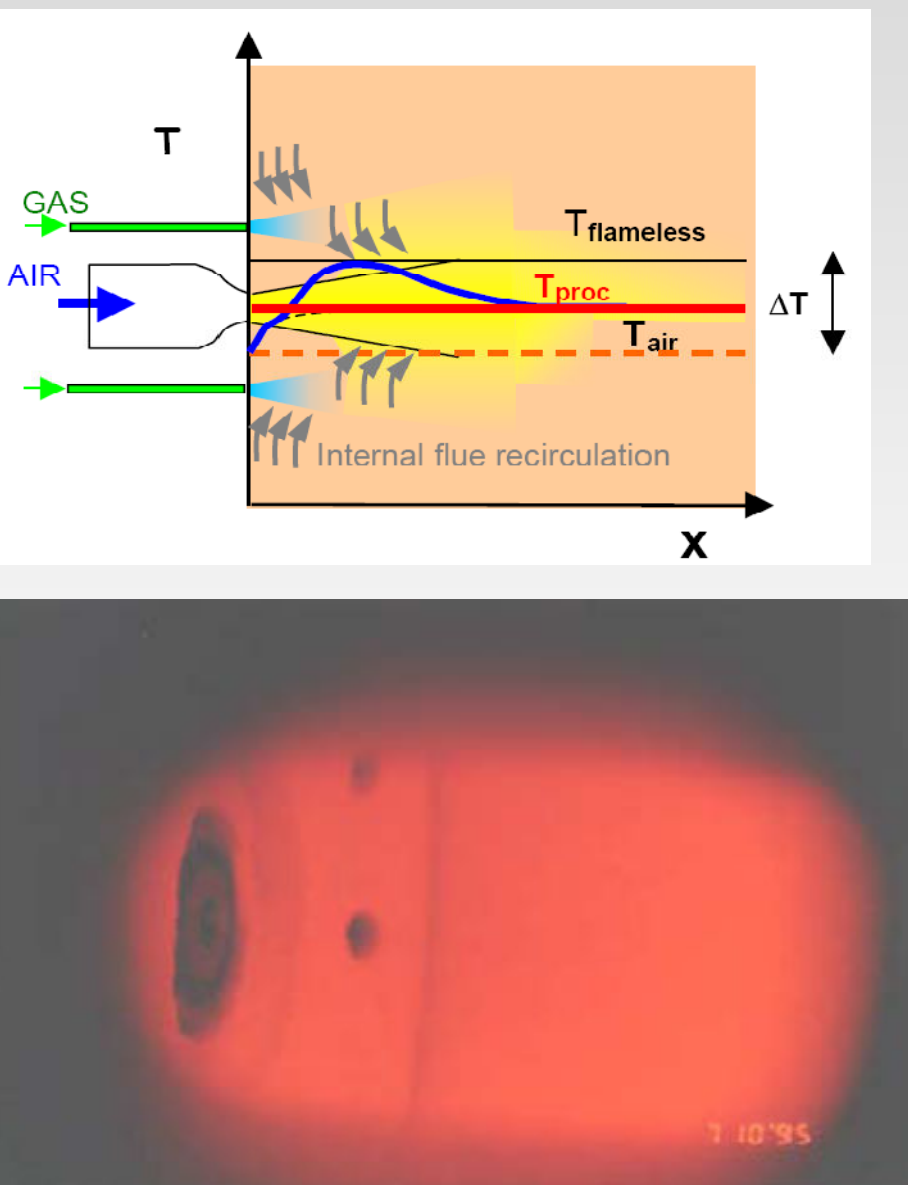 T
GAS
AIR
Tflameless
Tproc
ΔT
Tair
Internal flue recirculation
x
7 10'95